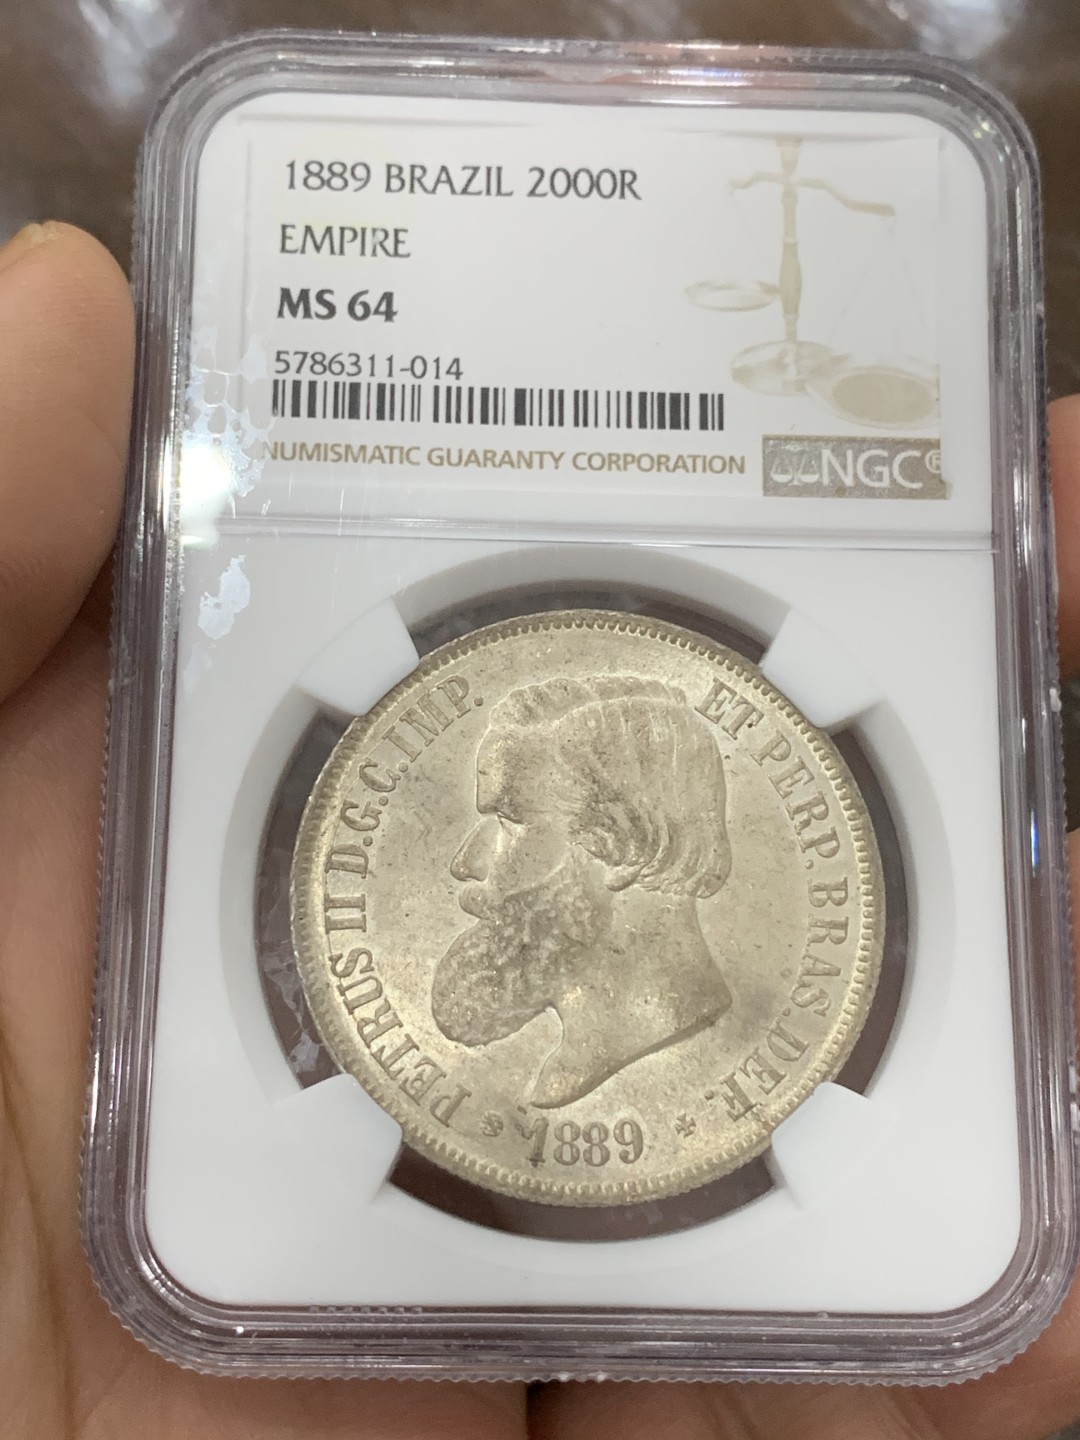 1889 BRAZIL 2000R
EMPIRE
MS 64
5786311-014
NUMISMATIC GUARANTY CORPORATION
NGC®
PETRUS II D.G.C.IMP.
ET PERP. BRAS. DEF.
1889